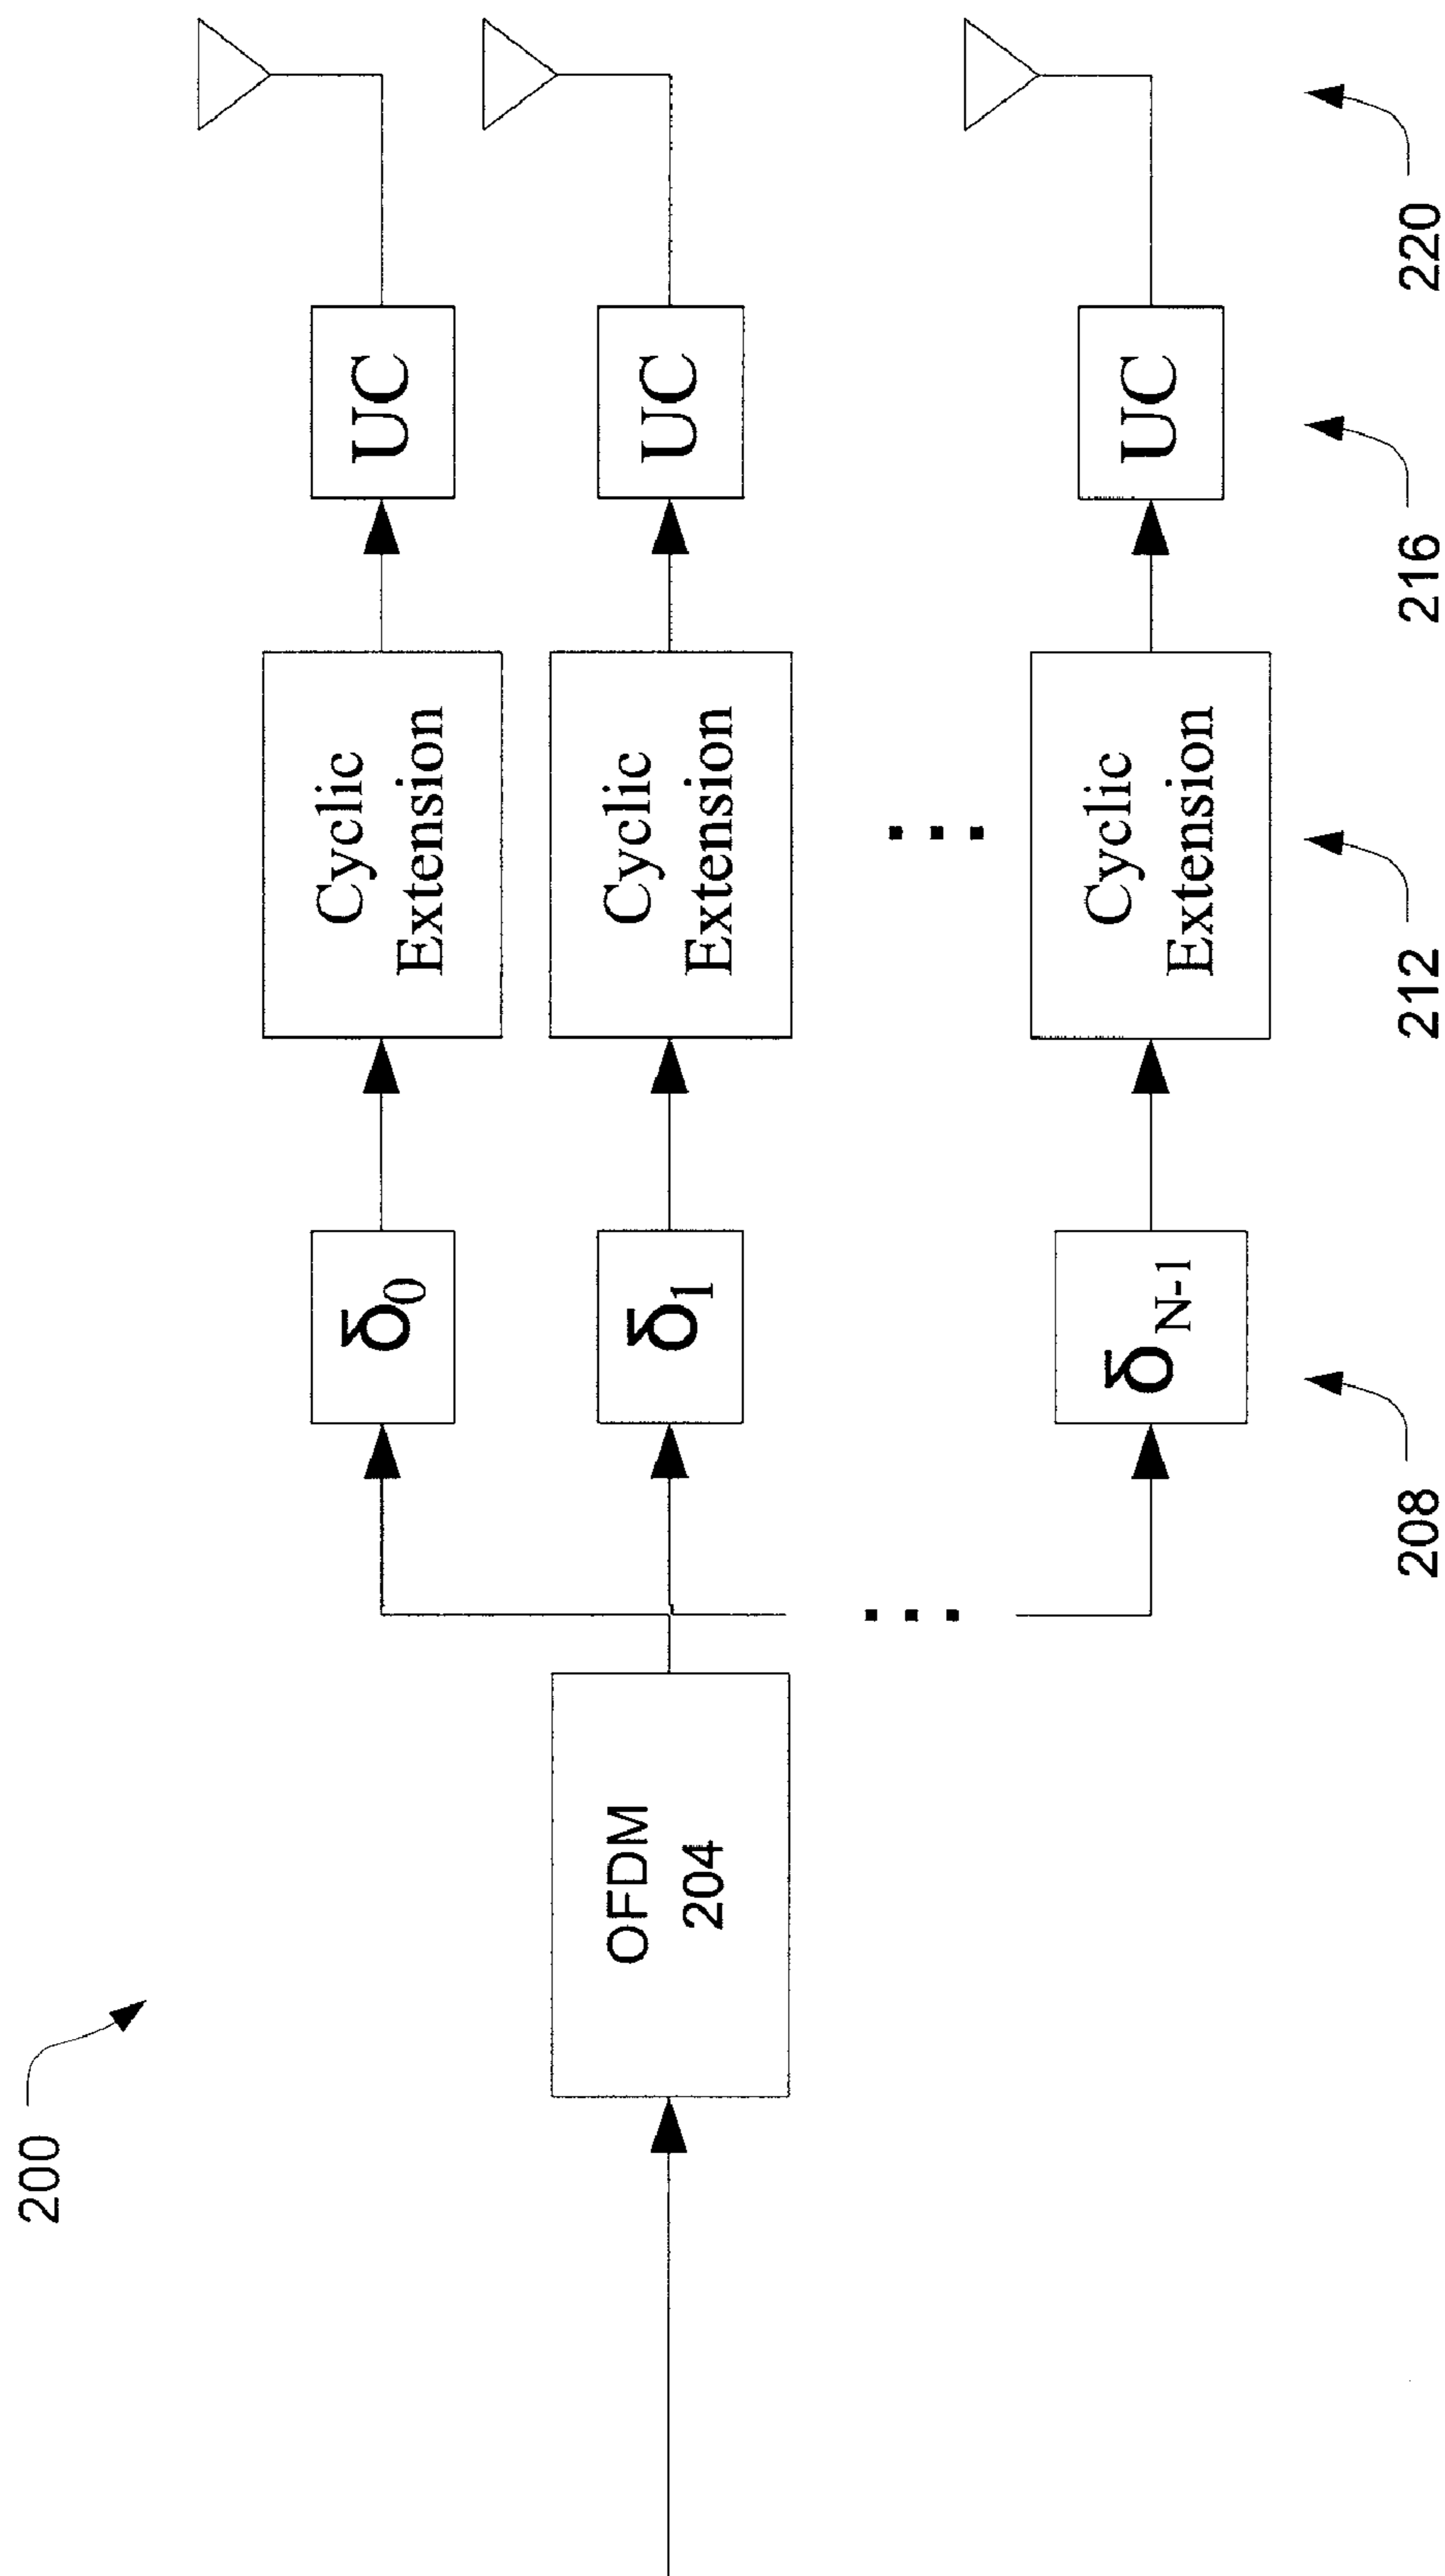 200
OFDM
204
δ0
δ1
δN-1
Cyclic
Extension
Cyclic
Extension
Cyclic
Extension
UC
UC
UC
208
212
216
220